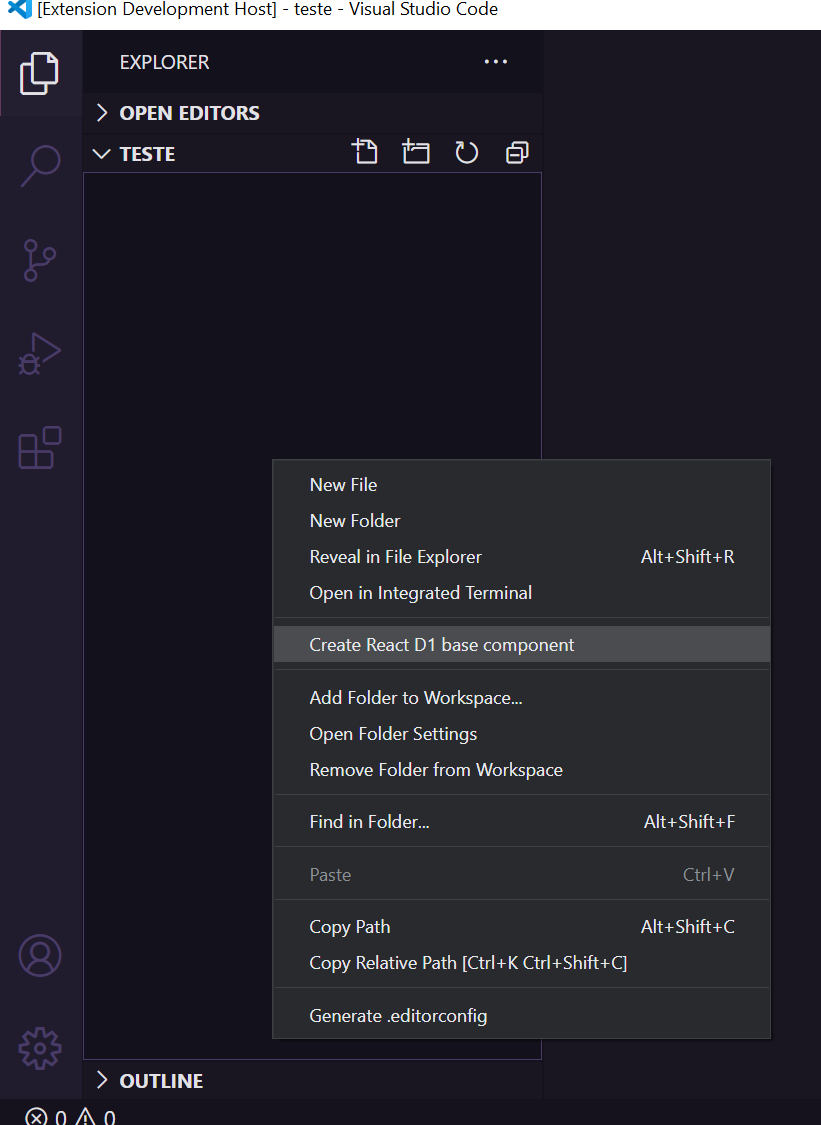 [Extension Development Host] - teste - Visual Studio Code
EXPLORER
OPEN EDITORS
TESTE
New File
New Folder
Reveal in File Explorer Alt+Shift+R
Open in Integrated Terminal
Create React D1 base component
Add Folder to Workspace...
Open Folder Settings
Remove Folder from Workspace
Find in Folder... Alt+Shift+F
Paste Ctrl+V
Copy Path Alt+Shift+C
Copy Relative Path [Ctrl+K Ctrl+Shift+C]
Generate .editorconfig
OUTLINE
0 0